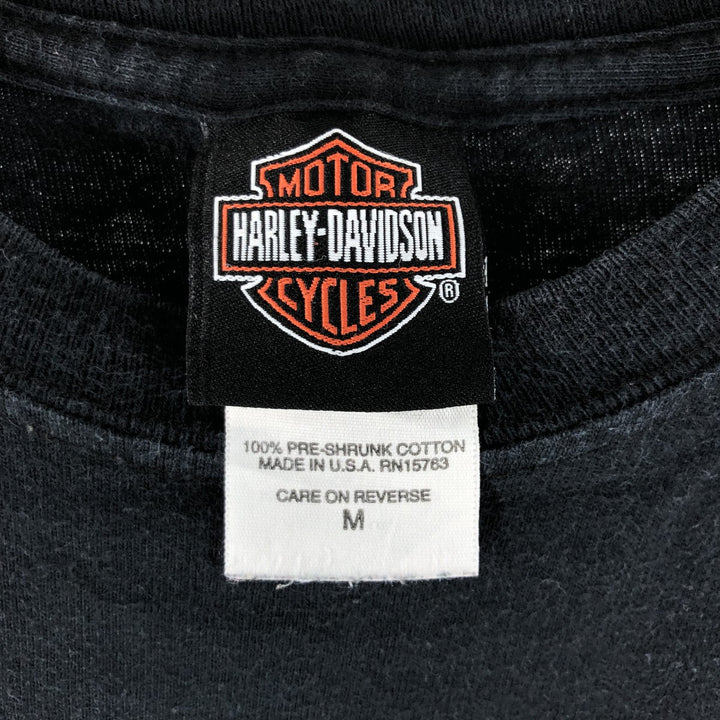 MOTOR
HARLEY-DAVIDSON
CYCLES
®
100% PRE-SHRUNK COTTON
MADE IN U.S.A. RN15763
CARE ON REVERSE
M